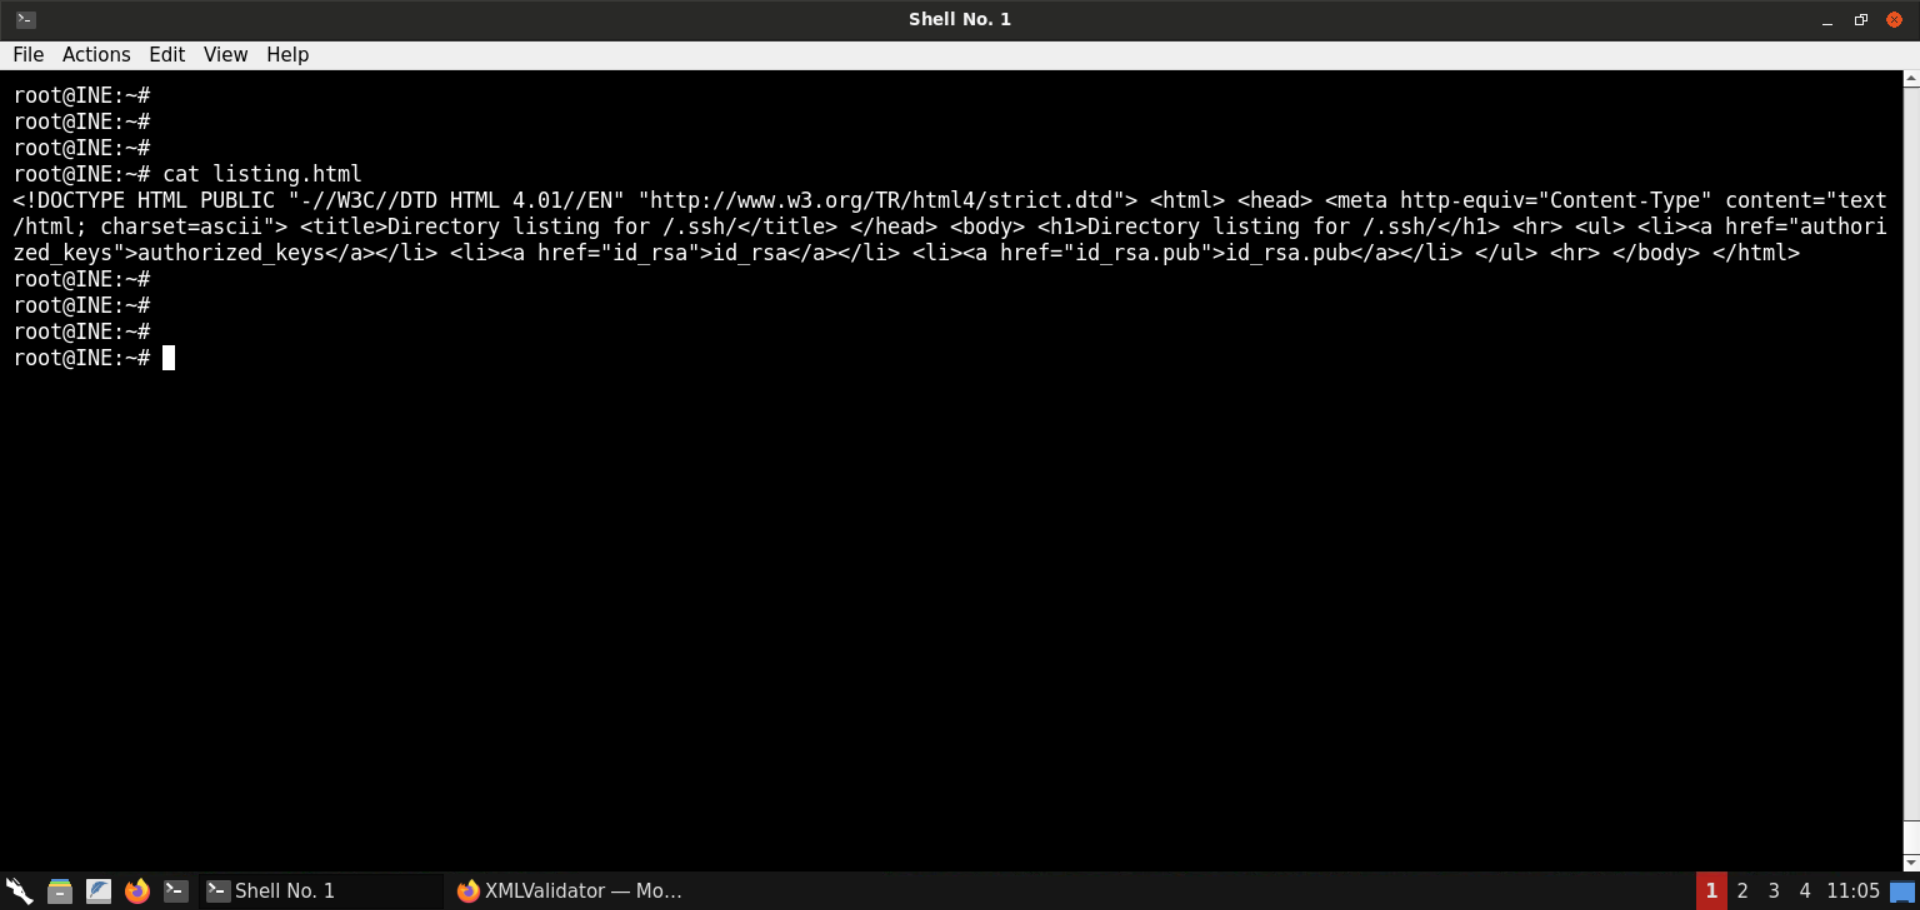 Shell No. 1
File Actions Edit View Help
root@INE:~#
root@INE:~#
root@INE:~#
root@INE:~# cat listing.html
<!DOCTYPE HTML PUBLIC "-//W3C//DTD HTML 4.01//EN" "http://www.w3.org/TR/html4/strict.dtd"> <html> <head> <meta http-equiv="Content-Type" content="text
/html; charset=ascii"> <title>Directory listing for /.ssh/</title> </head> <body> <h1>Directory listing for /.ssh/</h1> <hr> <ul> <li><a href="authori
zed_keys">authorized_keys</a></li> <li><a href="id_rsa">id_rsa</a></li> <li><a href="id_rsa.pub">id_rsa.pub</a></li> </ul> <hr> </body> </html>
root@INE:~#
root@INE:~#
root@INE:~#
root@INE:~#
Shell No. 1 XMLValidator — Mo... 1 2 3 4 11:05